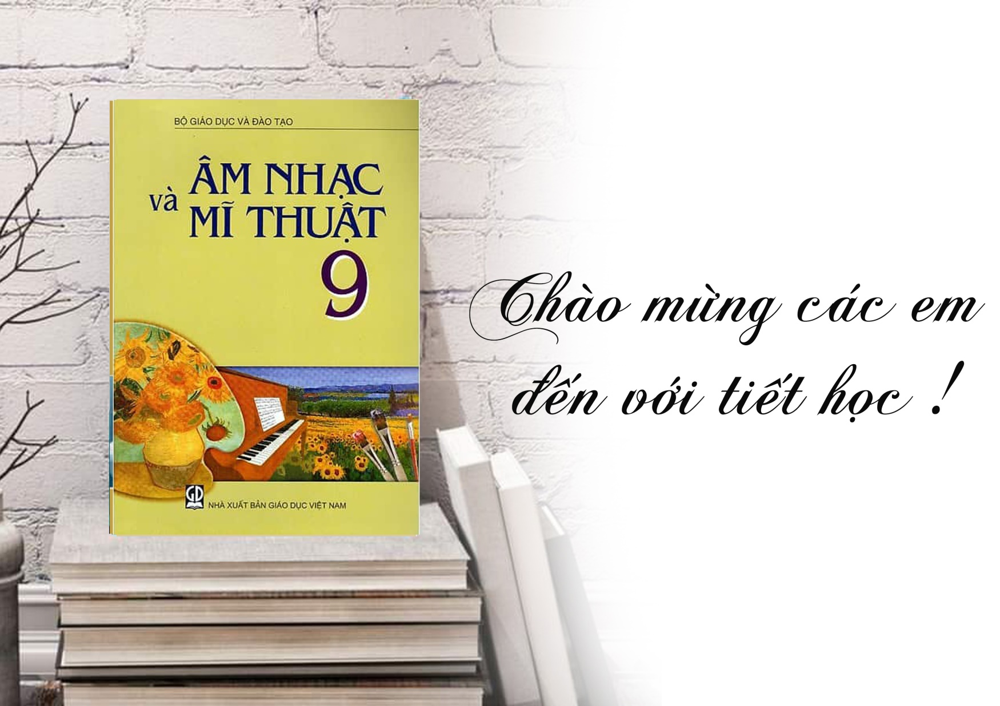 BỘ GIÁO DỤC VÀ ĐÀO TẠO
ÂM NHẠC
và
MĨ THUẬT
9
GD
NHÀ XUẤT BẢN GIÁO DỤC VIỆT NAM
Chào mừng các em
đến với tiết học !